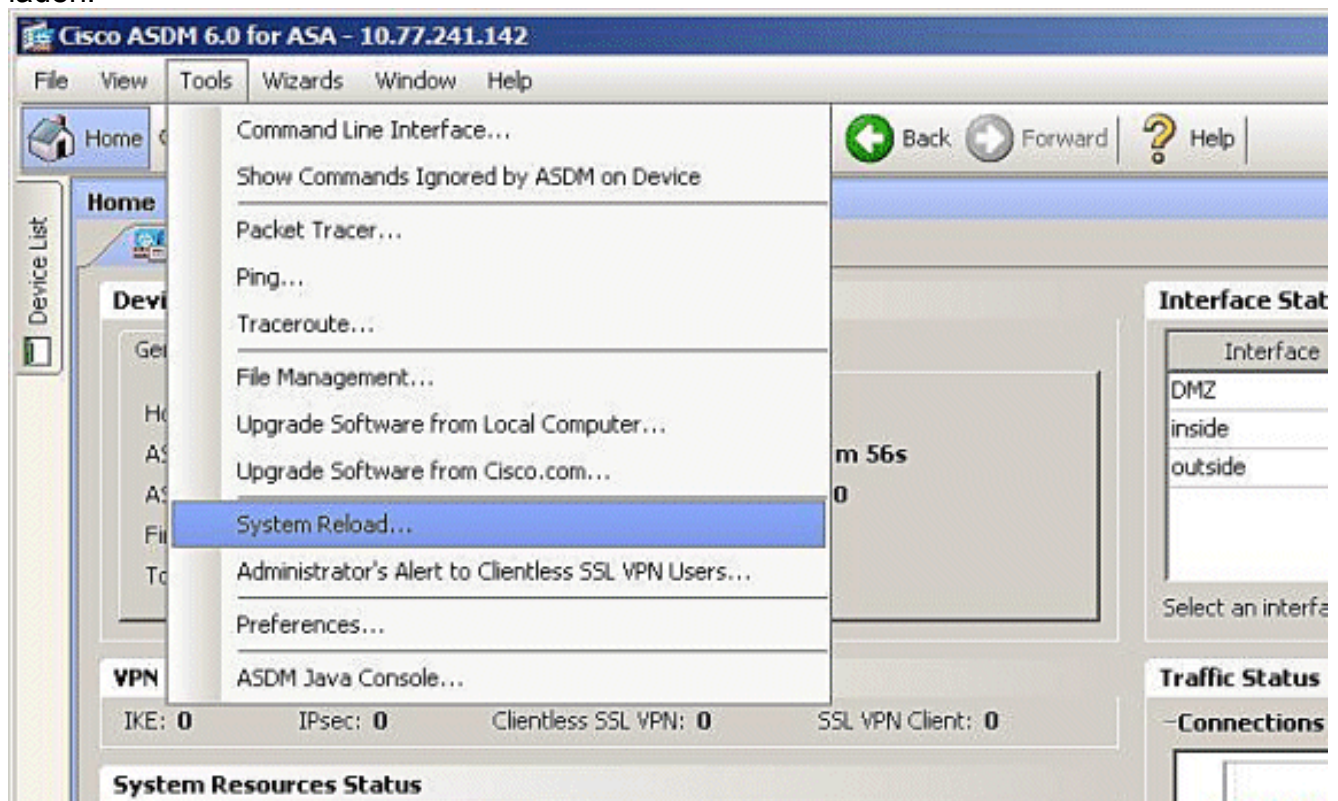 Cisco ASDM 6.0 for ASA - 10.77.241.142
File View Tools Wizards Window Help
Home Back Forward Help
Command Line Interface...
Show Commands Ignored by ASDM on Device
Packet Tracer...
Ping...
Traceroute...
File Management...
Upgrade Software from Local Computer...
Upgrade Software from Cisco.com...
System Reload...
Administrator's Alert to Clientless SSL VPN Users...
Preferences...
ASDM Java Console...
Device List
Home
m 56s
0
Interface Stat
Interface
DMZ
inside
outside
Select an interfa
VPN
IKE: 0 IPsec: 0 Clientless SSL VPN: 0 SSL VPN Client: 0
Traffic Status
Connections
System Resources Status